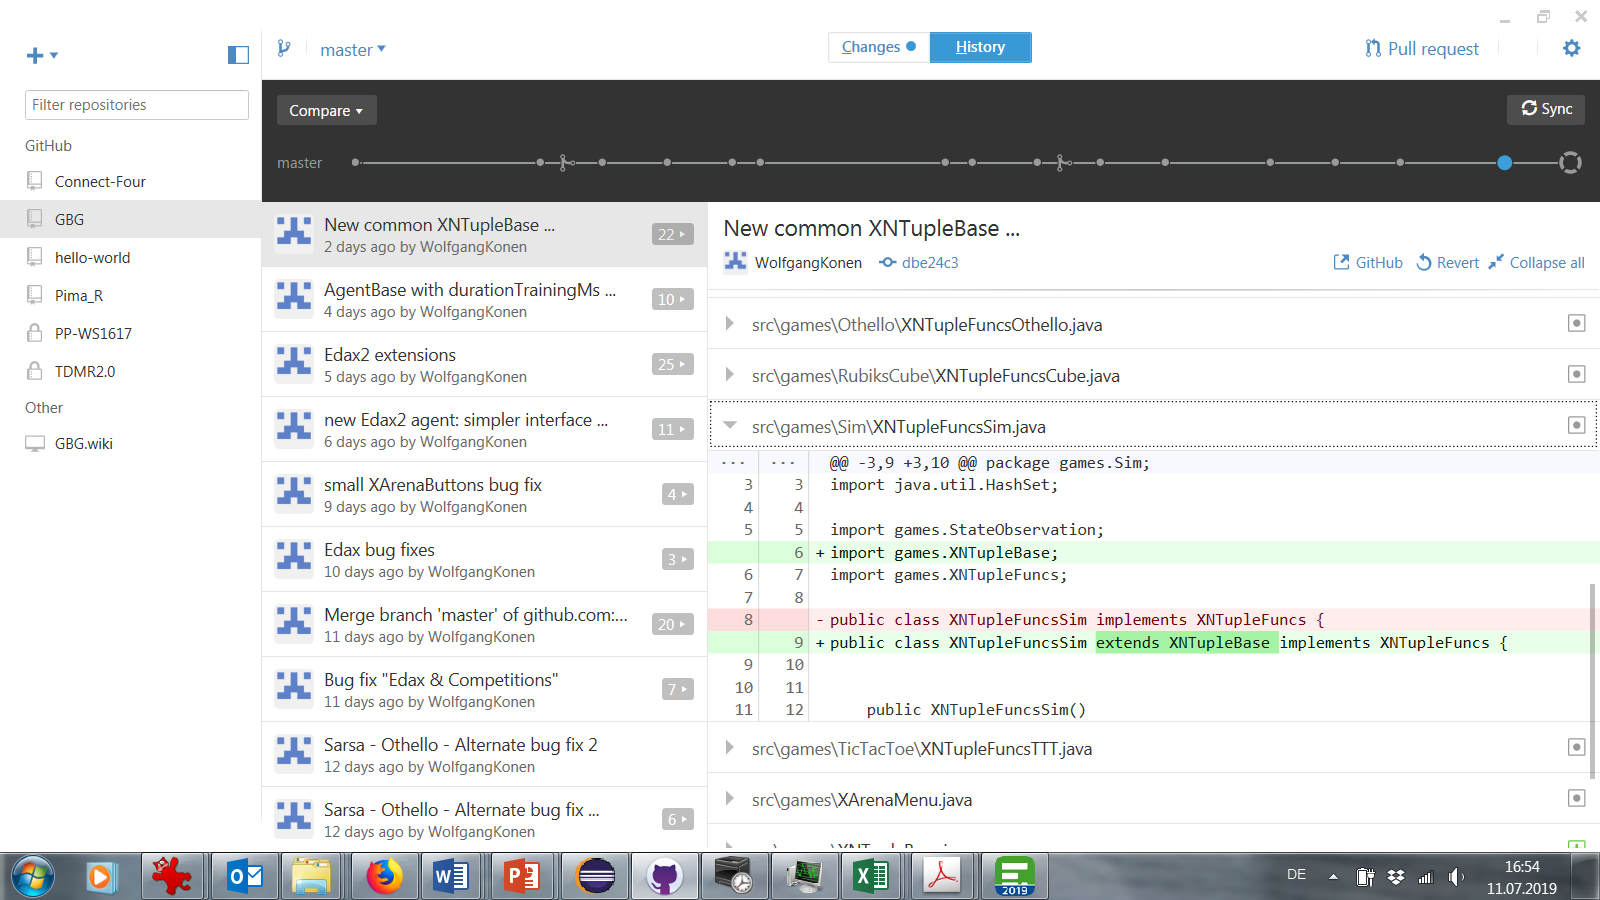 master
Changes
History
Pull request
Filter repositories
GitHub
Connect-Four
GBG
hello-world
Pima_R
PP-WS1617
TDMR2.0
Other
GBG.wiki
Compare
Sync
master
New common XNTupleBase ...
2 days ago by WolfgangKonen
22
AgentBase with durationTrainingMs ...
4 days ago by WolfgangKonen
10
Edax2 extensions
5 days ago by WolfgangKonen
25
new Edax2 agent: simpler interface ...
6 days ago by WolfgangKonen
11
small XArenaButtons bug fix
9 days ago by WolfgangKonen
4
Edax bug fixes
10 days ago by WolfgangKonen
3
Merge branch 'master' of github.com:...
11 days ago by WolfgangKonen
20
Bug fix "Edax & Competitions"
11 days ago by WolfgangKonen
7
Sarsa - Othello - Alternate bug fix 2
12 days ago by WolfgangKonen
Sarsa - Othello - Alternate bug fix ...
12 days ago by WolfgangKonen
6
New common XNTupleBase ...
WolfgangKonen dbe24c3
GitHub Revert Collapse all
src\games\Othello\XNTupleFuncsOthello.java
src\games\RubiksCube\XNTupleFuncsCube.java
src\games\Sim\XNTupleFuncsSim.java
... ... @@ -3,9 +3,10 @@ package games.Sim;
3 3 import java.util.HashSet;
4 4
5 5 import games.StateObservation;
6 + import games.XNTupleBase;
6 7 import games.XNTupleFuncs;
7 8
8 - public class XNTupleFuncsSim implements XNTupleFuncs {
9 + public class XNTupleFuncsSim extends XNTupleBase implements XNTupleFuncs {
9 10
10 11
11 12 public XNTupleFuncsSim()
src\games\TicTacToe\XNTupleFuncsTTT.java
src\games\XArenaMenu.java
DE
16:54
11.07.2019
2019